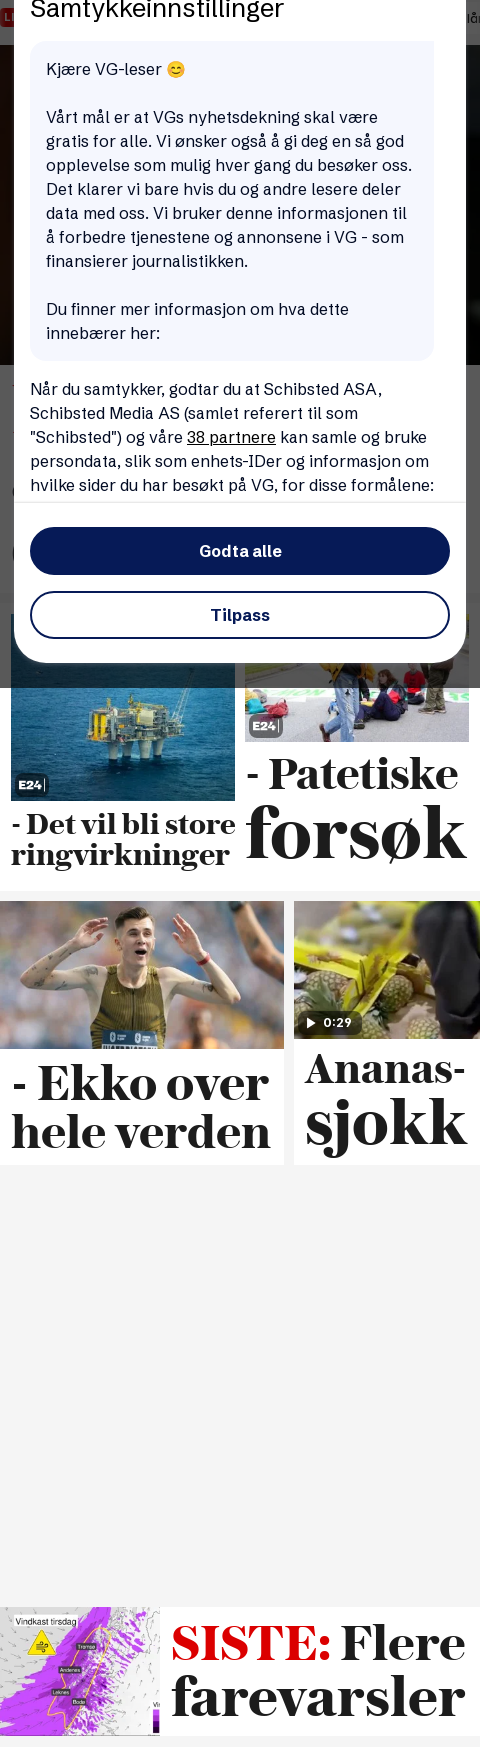 Samtykkeinnstillinger
Kjære VG-leser 😊
Vårt mål er at VGs nyhetsdekning skal være
gratis for alle. Vi ønsker også å gi deg en så god
opplevelse som mulig hver gang du besøker oss.
Det klarer vi bare hvis du og andre lesere deler
data med oss. Vi bruker denne informasjonen til
å forbedre tjenestene og annonsene i VG - som
finansierer journalistikken.
Du finner mer informasjon om hva dette
innebærer her:
Når du samtykker, godtar du at Schibsted ASA,
Schibsted Media AS (samlet referert til som
"Schibsted") og våre 38 partnere kan samle og bruke
persondata, slik som enhets-IDer og informasjon om
hvilke sider du har besøkt på VG, for disse formålene:
Godta alle
Tilpass
E24
- Det vil bli store
ringvirkninger
E24
- Patetiske
forsøk
- Ekko over
hele verden
0:29
Ananas-
sjokk
Vindkast tirsdag
Tromsø
Andenes
Leknes
Bodø
SISTE: Flere
farevarsler